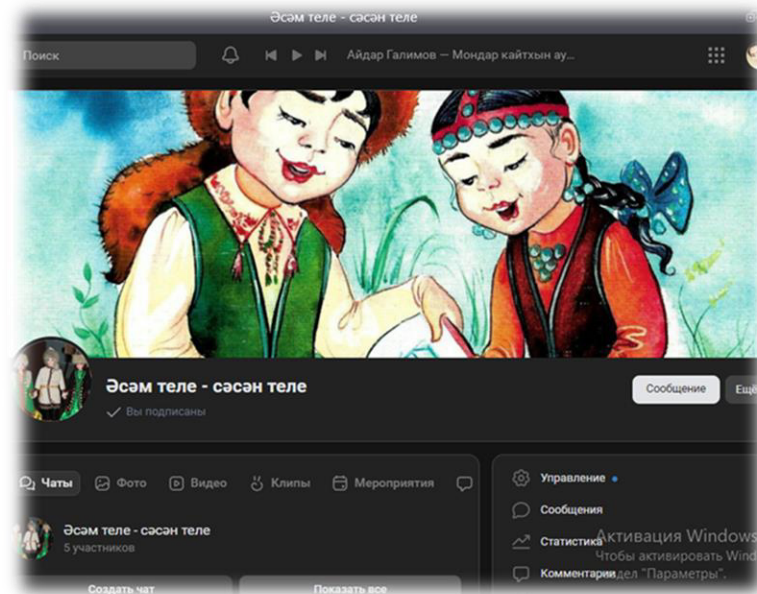 Әсәм теле - сәсән теле
Поиск
Айдар Галимов — Мондар кайтхын ау...
Әсәм теле - сәсән теле
Вы подписаны
Сообщение
Ещё
Чаты
Фото
Видео
Клипы
Мероприятия
Әсәм теле - сәсән теле
5 участников
Создать чат
Показать все
Управление
Сообщения
Статистика
Комментарии
Активация Windows
Чтобы активировать Wind
дел "Параметры".